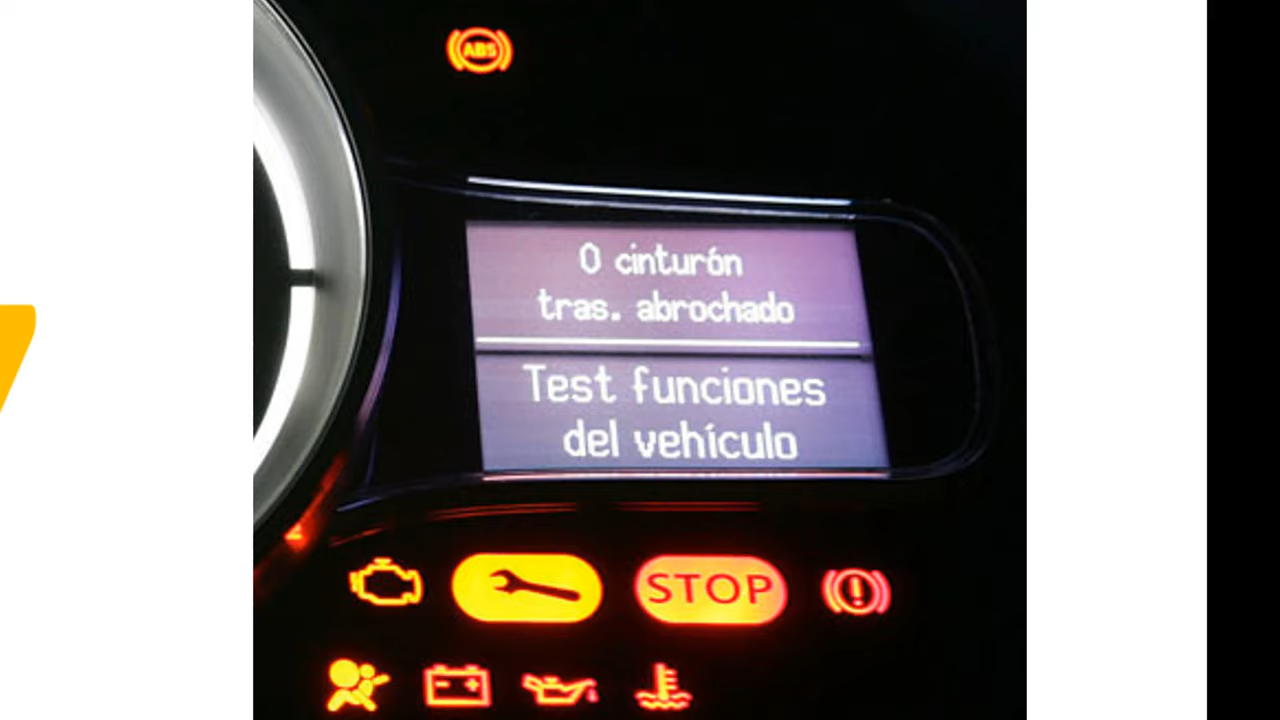 ABS
0 cinturón
tras. abrochado
Test funciones
del vehículo
STOP